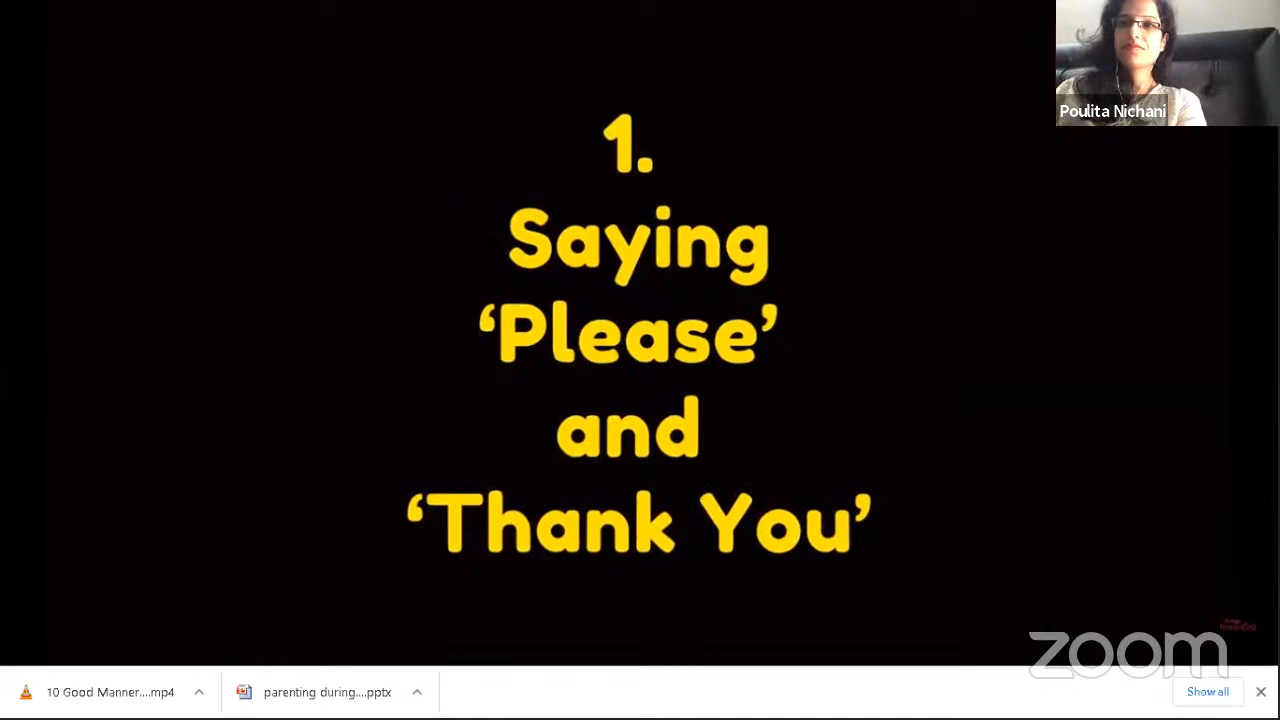 Poulita Nichani
1.
Saying
‘Please’
and
‘Thank You’
zoom
10 Good Manner....mp4
parenting during....pptx
Show all